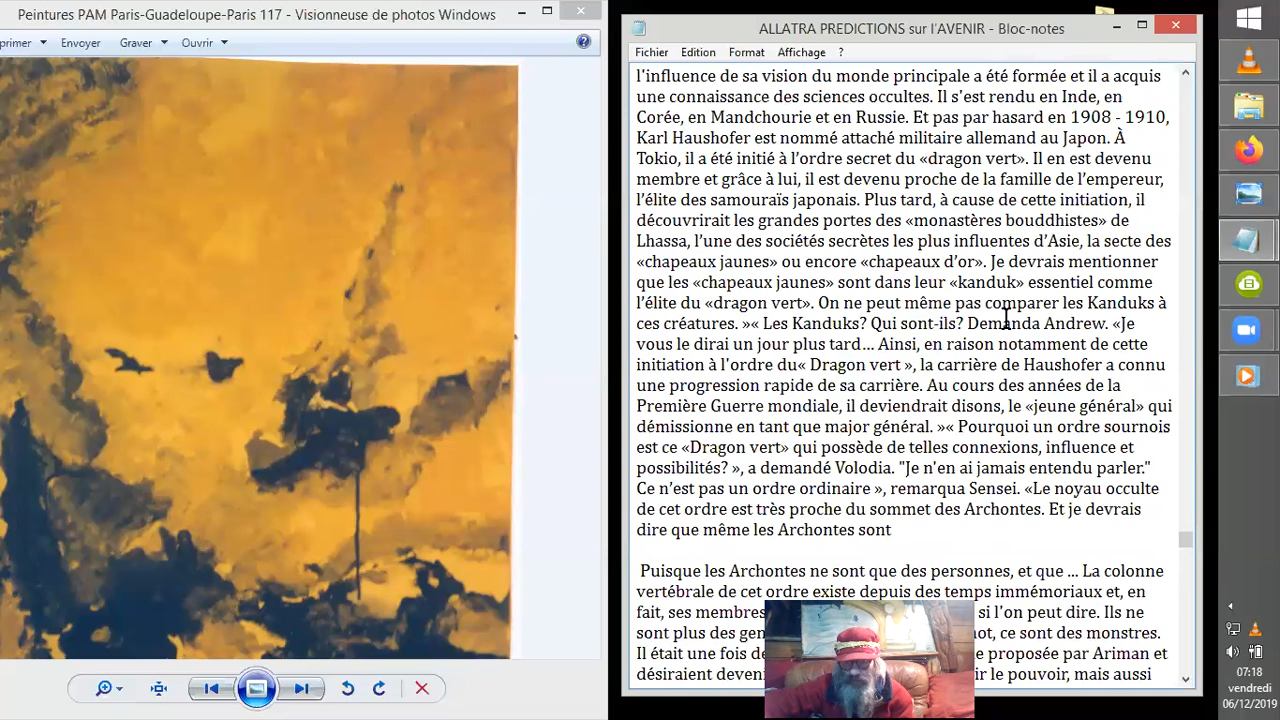 Peintures PAM Paris-Guadeloupe-Paris 117 - Visionneuse de photos Windows
primer Envoyer Graver Ouvrir
ALLATRA PREDICTIONS sur l'AVENIR - Bloc-notes
Fichier Edition Format Affichage ?
l'influence de sa vision du monde principale a été formée et il a acquis
une connaissance des sciences occultes. Il s'est rendu en Inde, en
Corée, en Mandchourie et en Russie. Et pas par hasard en 1908 - 1910,
Karl Haushofer est nommé attaché militaire allemand au Japon. À
Tokio, il a été initié à l'ordre secret du «dragon vert». Il en est devenu
membre et grâce à lui, il est devenu proche de la famille de l'empereur,
l'élite des samouraïs japonais. Plus tard, à cause de cette initiation, il
découvrirait les grandes portes des «monastères bouddhistes» de
Lhassa, l'une des sociétés secrètes les plus influentes d'Asie, la secte des
«chapeaux jaunes» ou encore «chapeaux d'or». Je devrais mentionner
que les «chapeaux jaunes» sont dans leur «kanduk» essentiel comme
l'élite du «dragon vert». On ne peut même pas comparer les Kanduks à
ces créatures. »« Les Kanduks? Qui sont-ils? Demanda Andrew. «Je
vous le dirai un jour plus tard... Ainsi, en raison notamment de cette
initiation à l'ordre du« Dragon vert », la carrière de Haushofer a connu
une progression rapide de sa carrière. Au cours des années de la
Première Guerre mondiale, il deviendrait disons, le «jeune général» qui
démissionne en tant que major général. »« Pourquoi un ordre sournois
est ce «Dragon vert» qui possède de telles connexions, influence et
possibilités? », a demandé Volodia. "Je n'en ai jamais entendu parler."
Ce n'est pas un ordre ordinaire », remarqua Sensei. «Le noyau occulte
de cet ordre est très proche du sommet des Archontes. Et je devrais
dire que même les Archontes sont
Puisque les Archontes ne sont que des personnes, et que ... La colonne
vertébrale de cet ordre existe depuis des temps immémoriaux et, en
fait, ses membres si l'on peut dire. Ils ne
sont plus des gen not, ce sont des monstres.
Il était une fois de e proposée par Ariman et
désiraient deveni ir le pouvoir, mais aussi
07:18
vendredi
06/12/2019